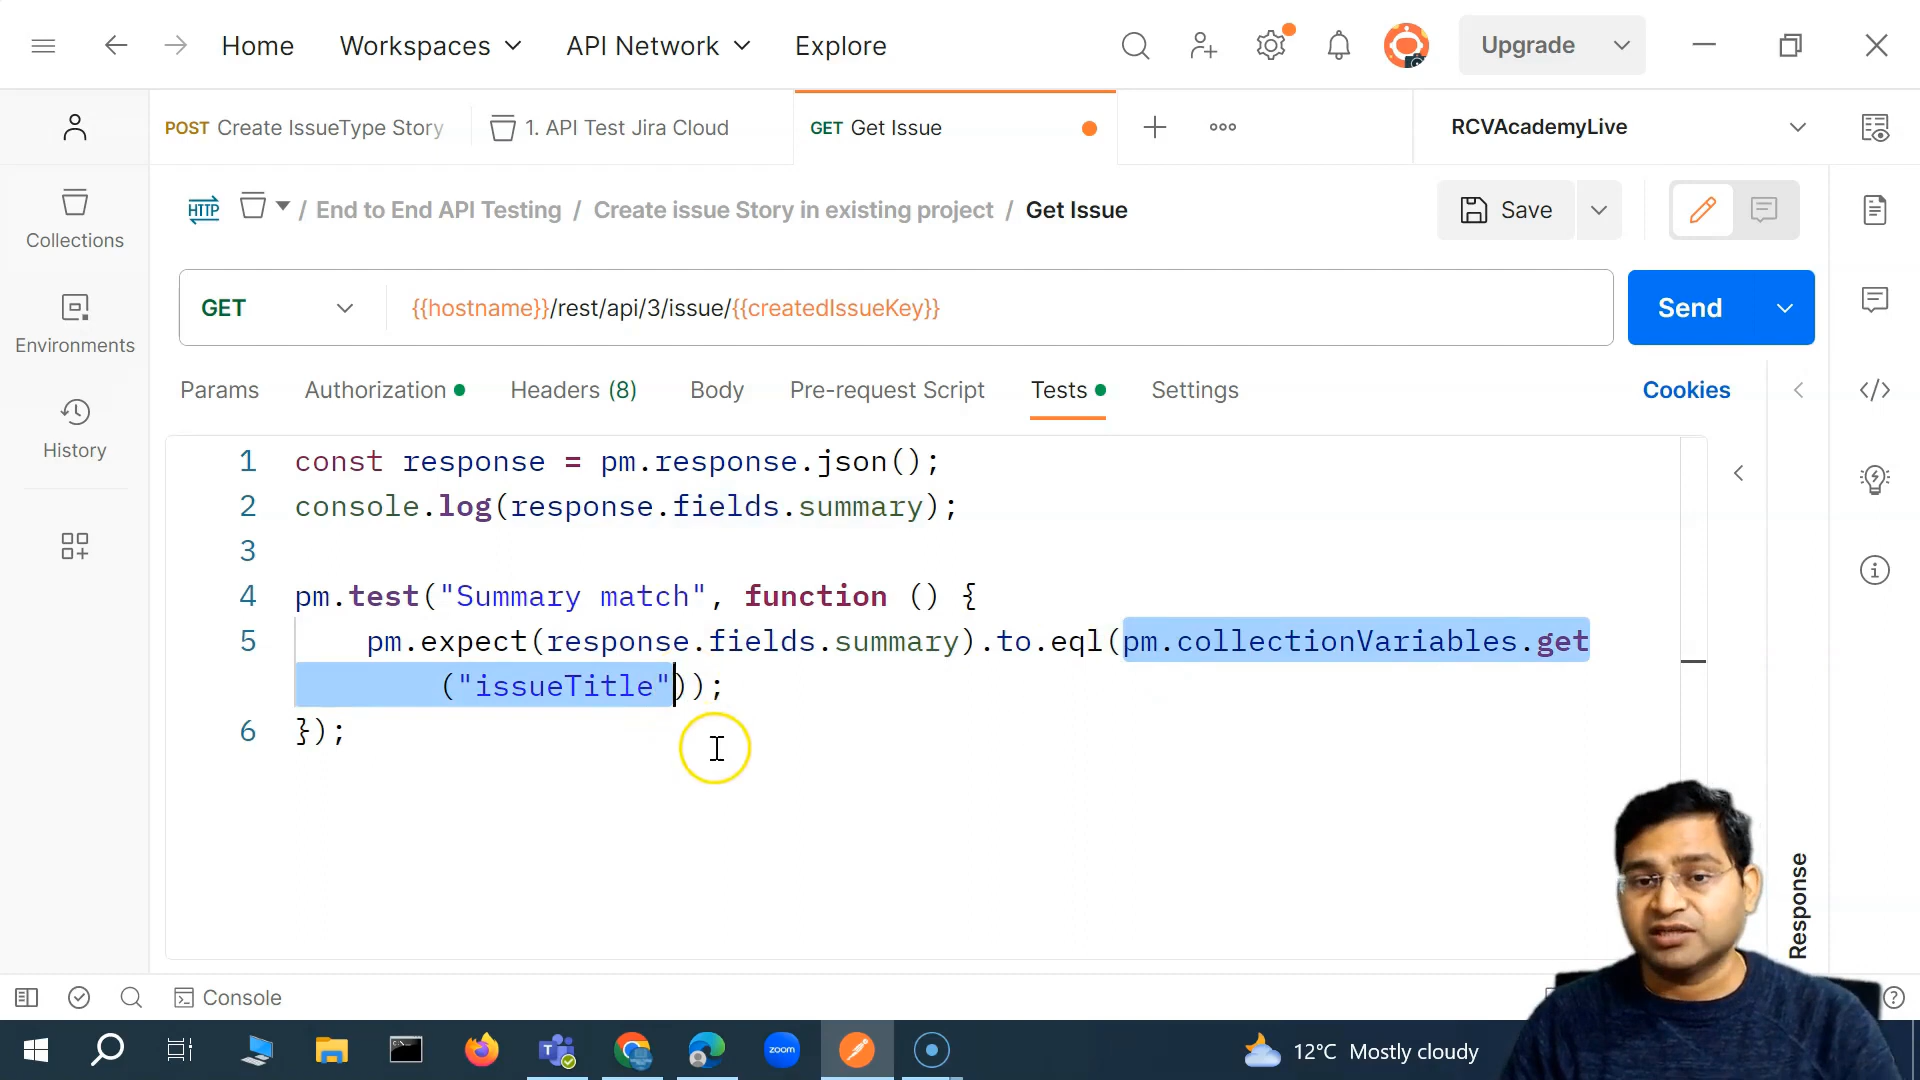 Home
Workspaces
API Network
Explore
Upgrade
POST Create IssueType Story
1. API Test Jira Cloud
GET Get Issue
RCVAcademyLive
HTTP
/ End to End API Testing / Create issue Story in existing project / Get Issue
Save
Collections
Environments
History
GET
{{hostname}}/rest/api/3/issue/{{createdIssueKey}}
Send
Params
Authorization
Headers (8)
Body
Pre-request Script
Tests
Settings
Cookies
1 const response = pm.response.json();
2 console.log(response.fields.summary);
3
4 pm.test("Summary match", function () {
5 pm.expect(response.fields.summary).to.eql(pm.collectionVariables.get
("issueTitle"));
6 });
Response
Console
zoom
12°C Mostly cloudy